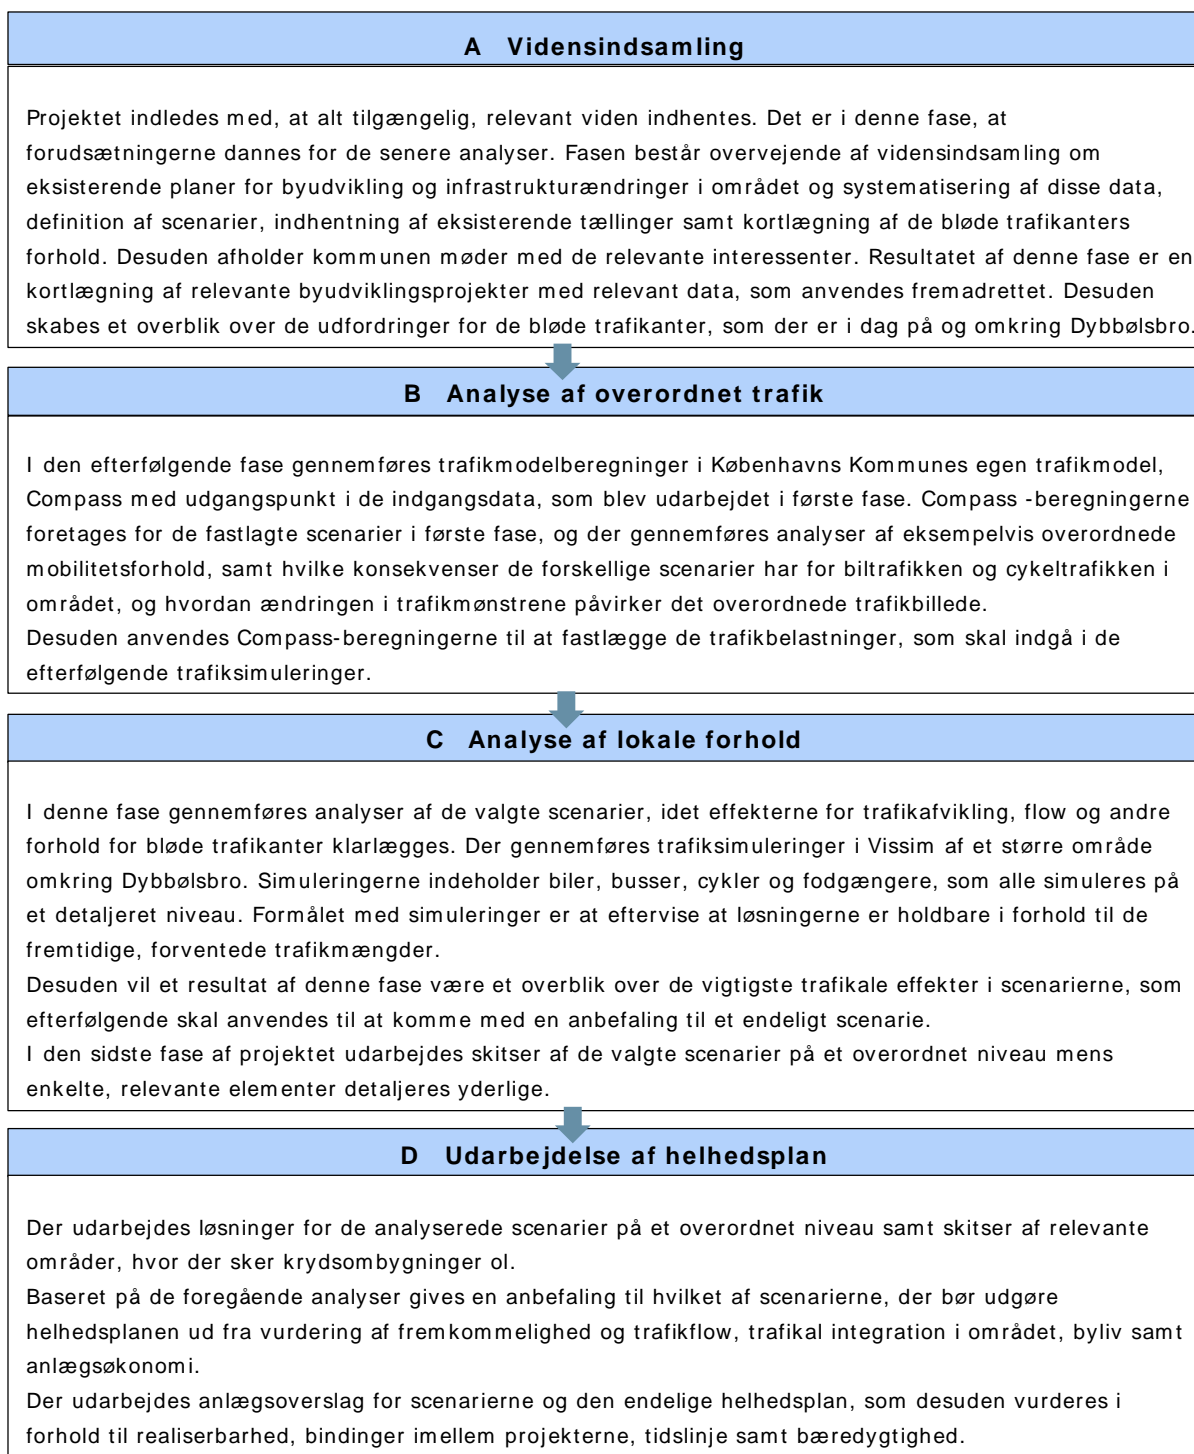 A Vidensindsamling
Projektet indledes med, at alt tilgængelig, relevant viden indhentes. Det er i denne fase, at
forudsætningerne dannes for de senere analyser. Fasen består overvejende af vidensindsamling om
eksisterende planer for byudvikling og infrastrukturændringer i området og systematisering af disse data,
definition af scenarier, indhentning af eksisterende tællinger samt kortlægning af de bløde trafikanters
forhold. Desuden afholder kommunen møder med de relevante interessenter. Resultatet af denne fase er en
kortlægning af relevante byudviklingsprojekter med relevant data, som anvendes fremadrettet. Desuden
skabes et overblik over de udfordringer for de bløde trafikanter, som der er i dag på og omkring Dybbølsbro.
B Analyse af overordnet trafik
I den efterfølgende fase gennemføres trafikmodelberegninger i Københavns Kommunes egen trafikmodel,
Compass med udgangspunkt i de indgangsdata, som blev udarbejdet i første fase. Compass -beregningerne
foretages for de fastlagte scenarier i første fase, og der gennemføres analyser af eksempelvis overordnede
mobilitetsforhold, samt hvilke konsekvenser de forskellige scenarier har for biltrafikken og cykeltrafikken i
området, og hvordan ændringen i trafikmønstrene påvirker det overordnede trafikbillede.
Desuden anvendes Compass-beregningerne til at fastlægge de trafikbelastninger, som skal indgå i de
efterfølgende trafiksimuleringer.
C Analyse af lokale forhold
I denne fase gennemføres analyser af de valgte scenarier, idet effekterne for trafikafvikling, flow og andre
forhold for bløde trafikanter klarlægges. Der gennemføres trafiksimuleringer i Vissim af et større område
omkring Dybbølsbro. Simuleringerne indeholder biler, busser, cykler og fodgængere, som alle simuleres på
et detaljeret niveau. Formålet med simuleringer er at eftervise at løsningerne er holdbare i forhold til de
fremtidige, forventede trafikmængder.
Desuden vil et resultat af denne fase være et overblik over de vigtigste trafikale effekter i scenarierne, som
efterfølgende skal anvendes til at komme med en anbefaling til et endeligt scenarie.
I den sidste fase af projektet udarbejdes skitser af de valgte scenarier på et overordnet niveau mens
enkelte, relevante elementer detaljeres yderlige.
D Udarbejdelse af helhedsplan
Der udarbejdes løsninger for de analyserede scenarier på et overordnet niveau samt skitser af relevante
områder, hvor der sker krydsombygninger ol.
Baseret på de foregående analyser gives en anbefaling til hvilket af scenarierne, der bør udgøre
helhedsplanen ud fra vurdering af fremkommelighed og trafikflow, trafikal integration i området, byliv samt
anlægsøkonomi.
Der udarbejdes anlægsoverslag for scenarierne og den endelige helhedsplan, som desuden vurderes i
forhold til realiserbarhed, bindinger imellem projekterne, tidslinje samt bæredygtighed.